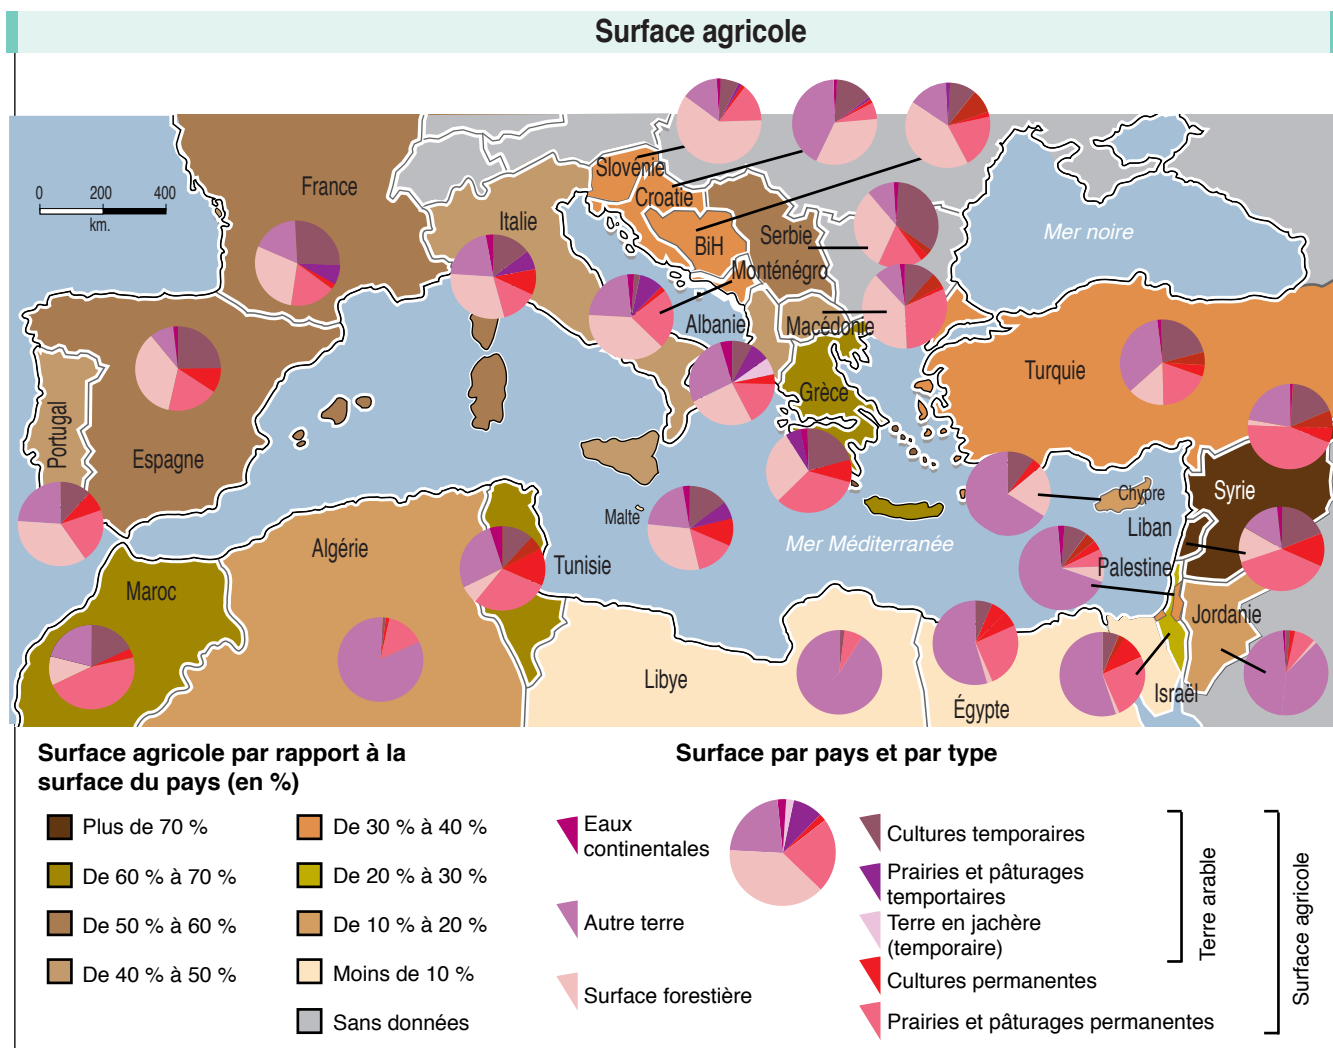 Surface agricole
0 200 400
km.
France
Slovénie
Croatie
Italie
BiH
Serbie
Monténégro
Mer noire
Albanie
Macédonie
Turquie
Grèce
Portugal
Espagne
Chypre
Syrie
Malte
Mer Méditerranée
Liban
Algérie
Tunisie
Palestine
Maroc
Jordanie
Libye
Égypte
Israël
Surface agricole par rapport à la
surface du pays (en %)
Plus de 70 %
De 60 % à 70 %
De 50 % à 60 %
De 40 % à 50 %
De 30 % à 40 %
De 20 % à 30 %
De 10 % à 20 %
Moins de 10 %
Sans données
Surface par pays et par type
Eaux
continentales
Autre terre
Surface forestière
Cultures temporaires
Prairies et pâturages
temportaires
Terre en jachère
(temporaire)
Cultures permanentes
Prairies et pâturages permanentes
Terre arable
Surface agricole